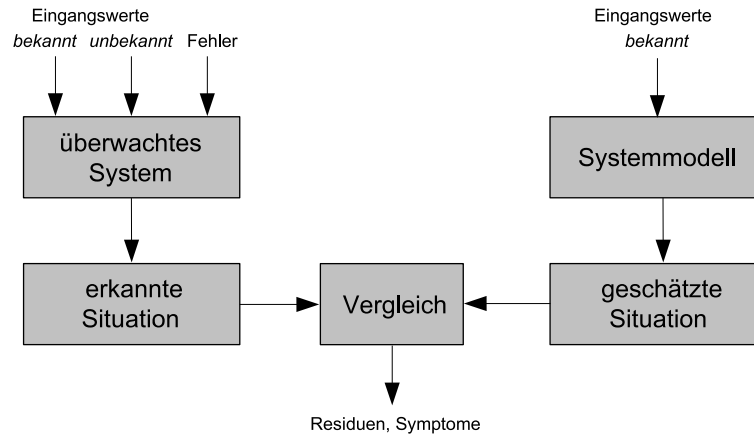 Eingangswerte
bekannt unbekannt Fehler
überwachtes
System
erkannte
Situation
Eingangswerte
bekannt
Systemmodell
geschätzte
Situation
Vergleich
Residuen, Symptome